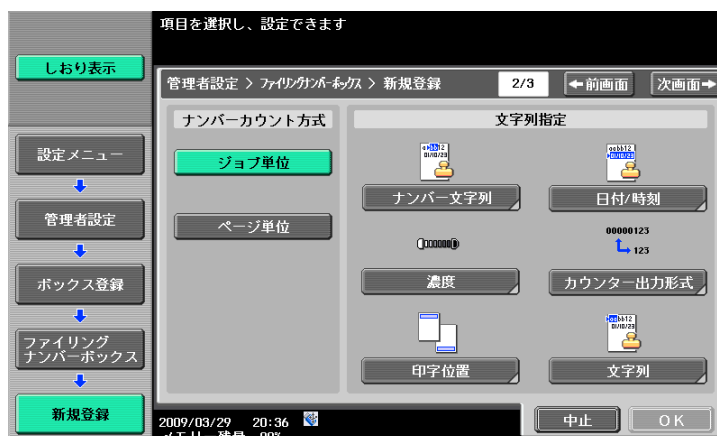 項目を選択し、設定できます
しおり表示
管理者設定 > ファイリングナンバーボックス > 新規登録
2/3
←前画面
次画面→
ナンバーカウント方式
文字列指定
設定メニュー
管理者設定
ボックス登録
ファイリング
ナンバーボックス
新規登録
ジョブ単位
ページ単位
ナンバー文字列
日付/時刻
00000123
123
濃度
カウンター出力形式
印字位置
文字列
2009/03/29 20:36
メモリー残量 99%
中止
OK